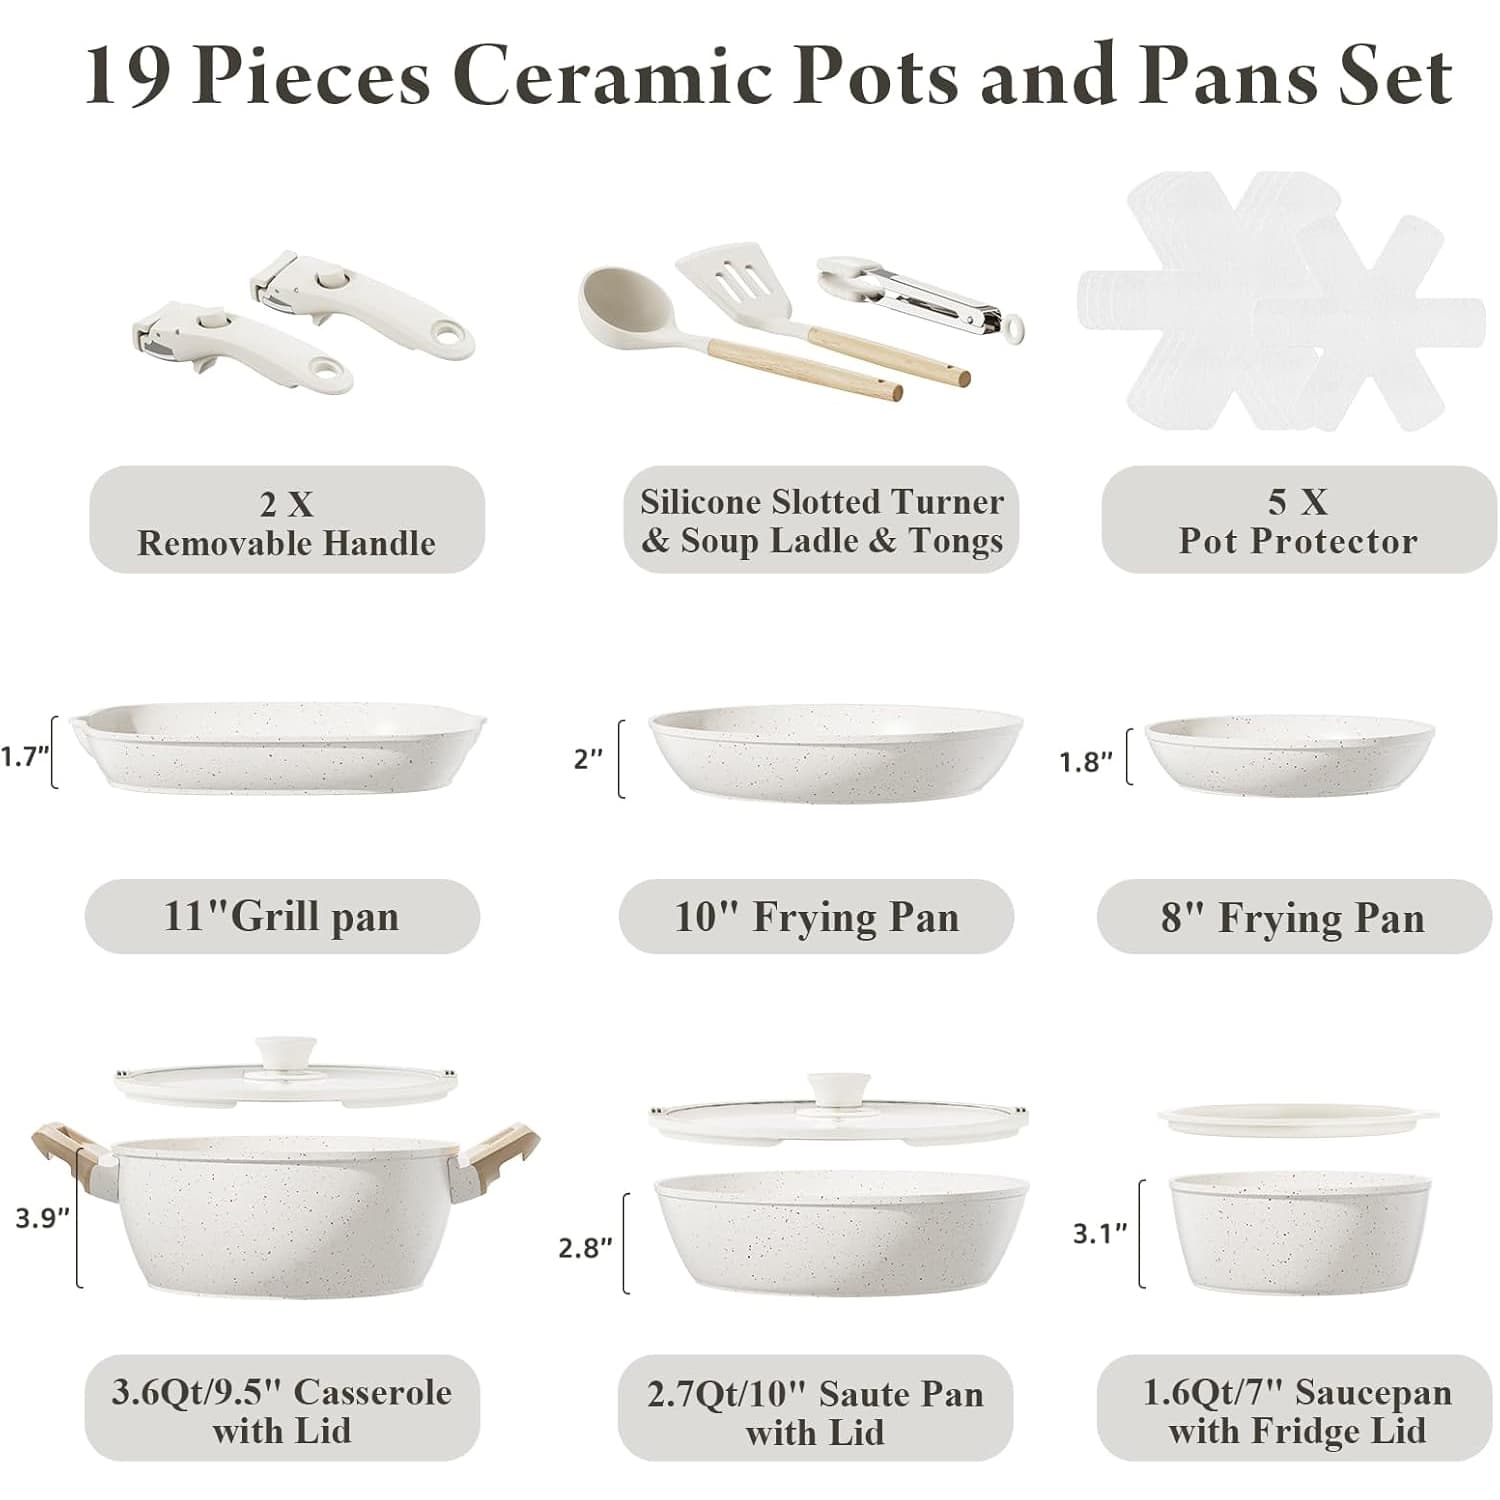 19 Pieces Ceramic Pots and Pans Set
2 X
Removable Handle
Silicone Slotted Turner
& Soup Ladle & Tongs
5 X
Pot Protector
1.7”
2”
1.8”
11"Grill pan
10" Frying Pan
8" Frying Pan
3.9”
2.8”
3.1”
3.6Qt/9.5" Casserole
with Lid
2.7Qt/10" Saute Pan
with Lid
1.6Qt/7" Saucepan
with Fridge Lid